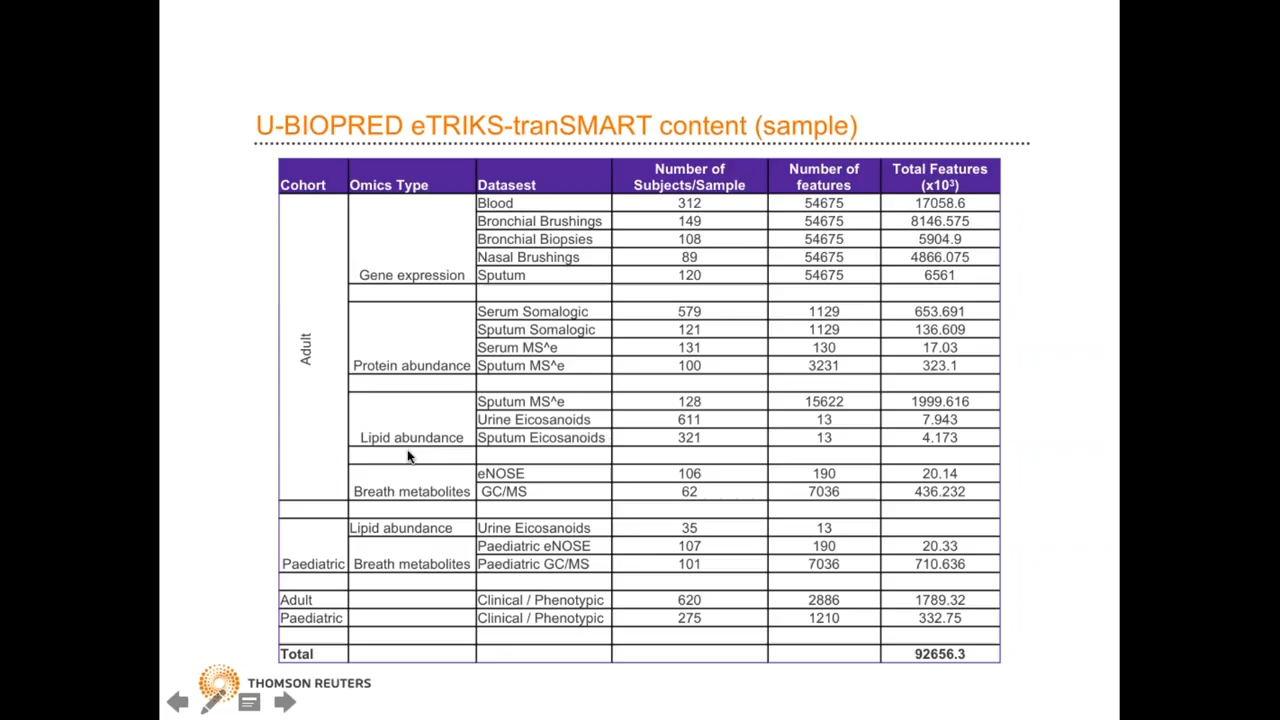 U-BIOPRED eTRIKS-tranSMART content (sample)
Cohort Omics Type Datasest Number of Subjects/Sample Number of features Total Features (x10³)
Blood 312 54675 17058.6
Bronchial Brushings 149 54675 8146.575
Bronchial Biopsies 108 54675 5904.9
Nasal Brushings 89 54675 4866.075
Gene expression Sputum 120 54675 6561
Serum Somalogic 579 1129 653.691
Sputum Somalogic 121 1129 136.609
Adult
Serum MS^e 131 130 17.03
Protein abundance Sputum MS^e 100 3231 323.1
Sputum MS^e 128 15622 1999.616
Urine Eicosanoids 611 13 7.943
Lipid abundance Sputum Eicosanoids 321 13 4.173
eNOSE 106 190 20.14
Breath metabolites GC/MS 62 7036 436.232
Lipid abundance Urine Eicosanoids 35 13
Paediatric eNOSE 107 190 20.33
Paediatric Breath metabolites Paediatric GC/MS 101 7036 710.636
Adult Clinical / Phenotypic 620 2886 1789.32
Paediatric Clinical / Phenotypic 275 1210 332.75
Total 92656.3
THOMSON REUTERS